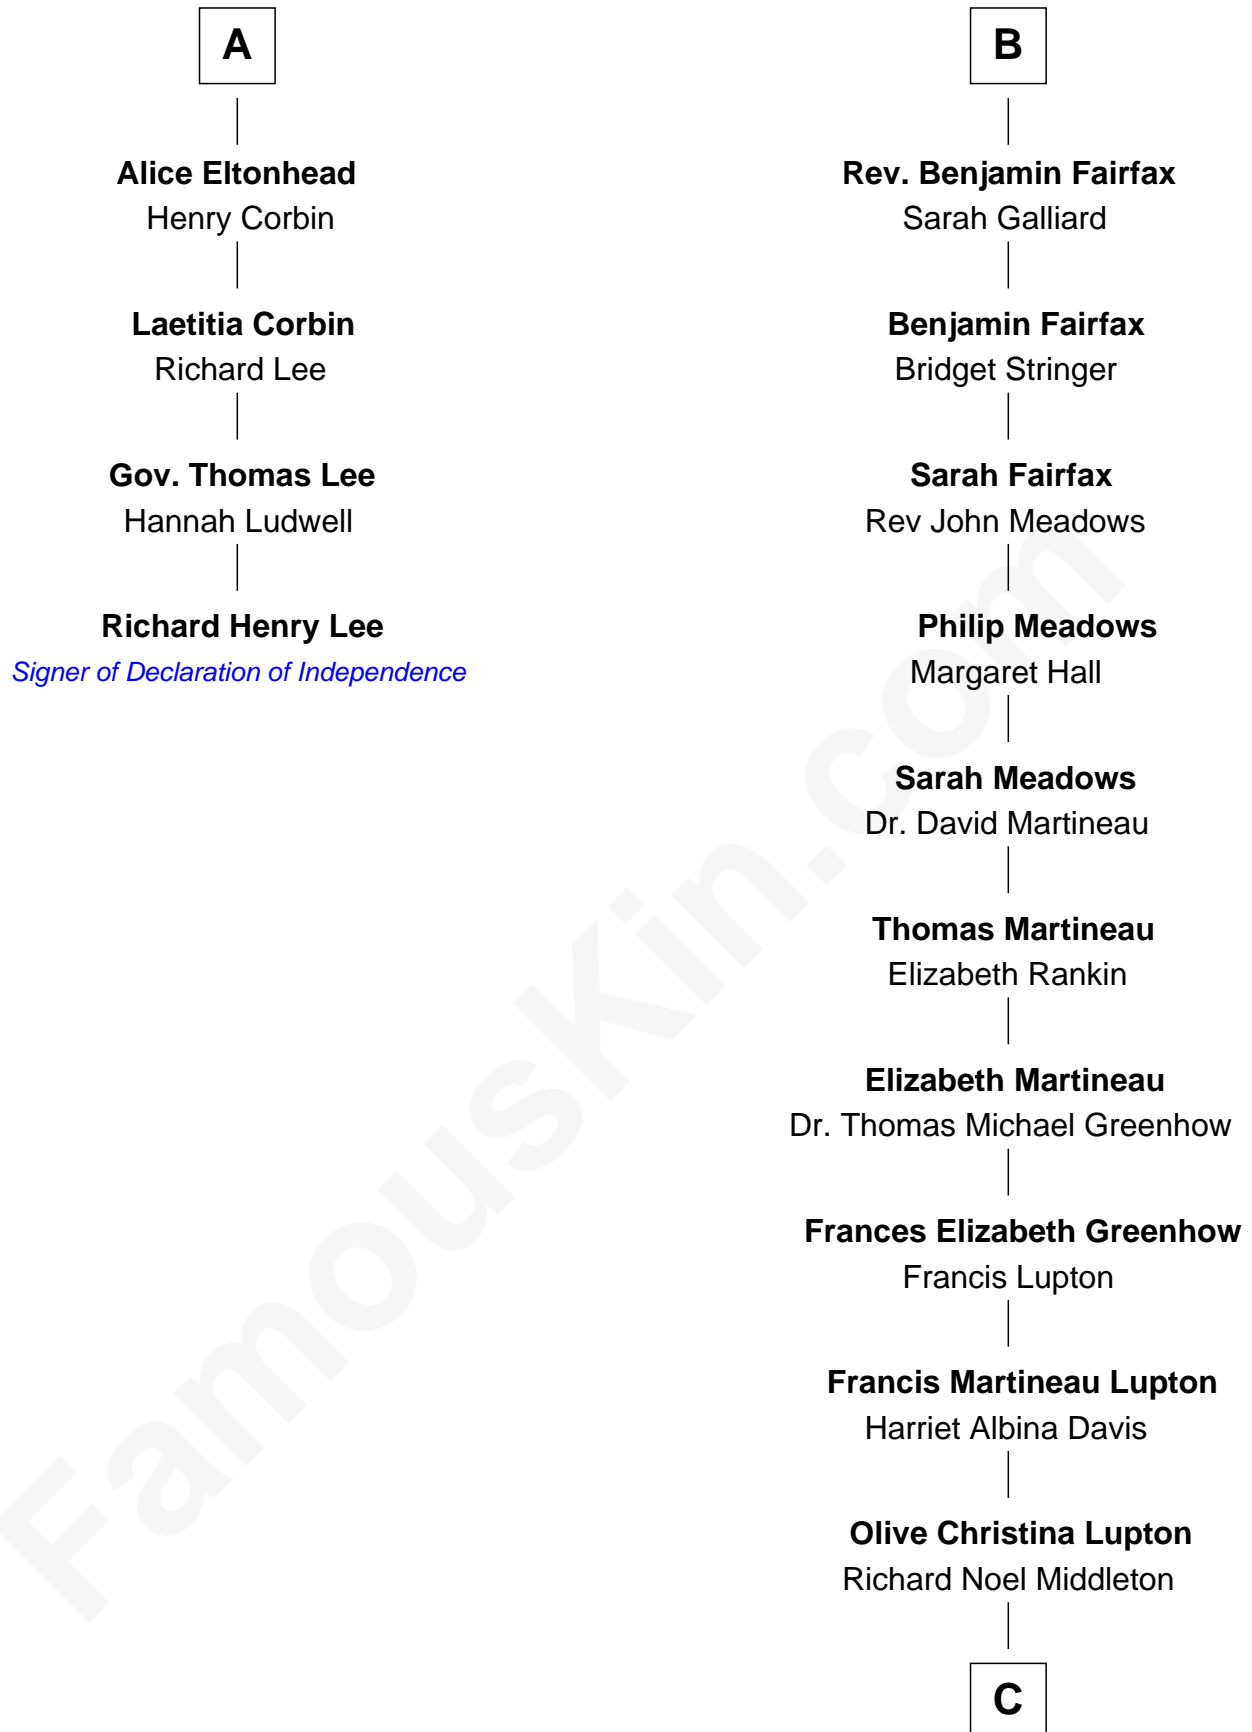 A
Alice Eltonhead
Henry Corbin
Laetitia Corbin
Richard Lee
Gov. Thomas Lee
Hannah Ludwell
Richard Henry Lee
Signer of Declaration of Independence
B
Rev. Benjamin Fairfax
Sarah Galliard
Benjamin Fairfax
Bridget Stringer
Sarah Fairfax
Rev John Meadows
Philip Meadows
Margaret Hall
Sarah Meadows
Dr. David Martineau
Thomas Martineau
Elizabeth Rankin
Elizabeth Martineau
Dr. Thomas Michael Greenhow
Frances Elizabeth Greenhow
Francis Lupton
Francis Martineau Lupton
Harriet Albina Davis
Olive Christina Lupton
Richard Noel Middleton
C
FamousKin.com